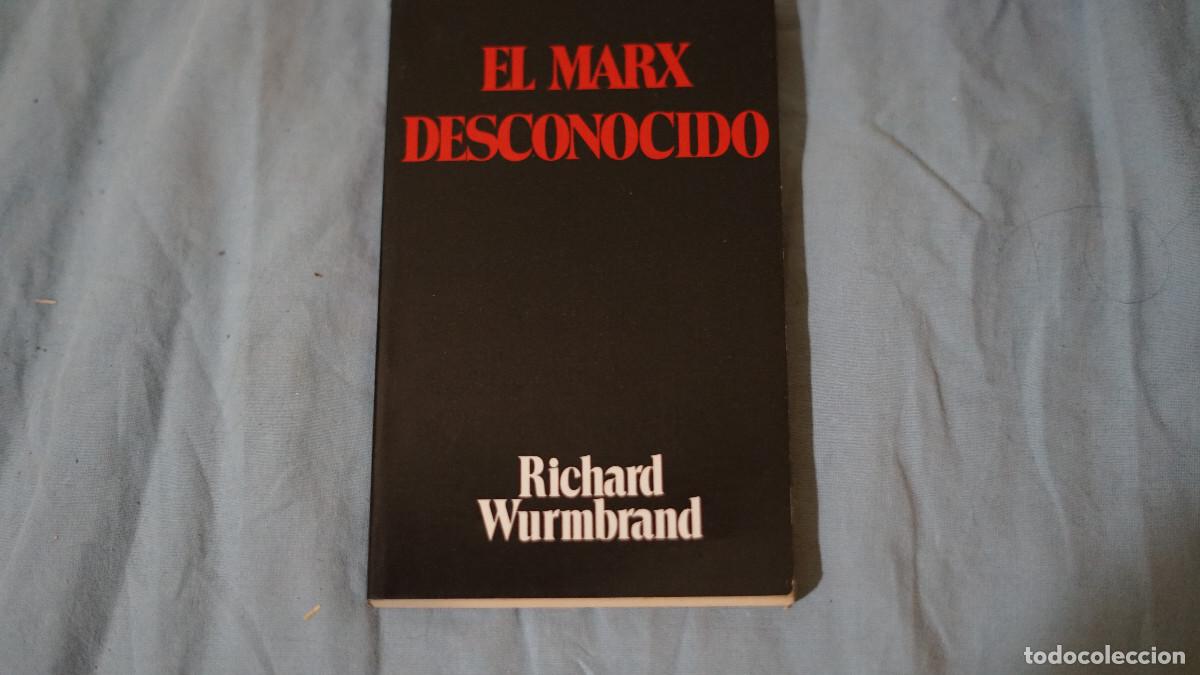 EL MARX
DESCONOCIDO
Richard
Wurmbrand
todocoleccion